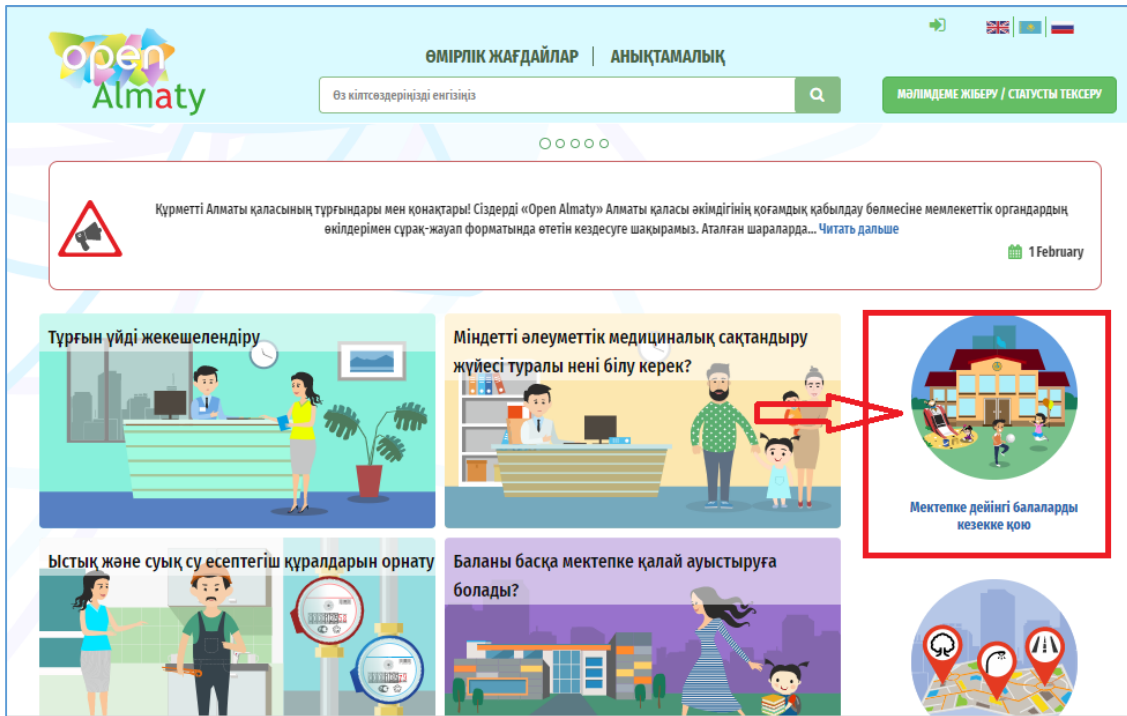 open
Almaty
ӨМІРЛІК ЖАҒДАЙЛАР | АНЫҚТАМАЛЫҚ
Өз кілтсөздеріңізді енгізіңіз
МӘЛІМДЕМЕ ЖІБЕРУ / СТАТУСТЫ ТЕКСЕРУ
Құрметті Алматы қаласының тұрғындары мен қонақтары! Сіздерді «Open Almaty» Алматы қаласы әкімдігінің қоғамдық қабылдау бөлмесіне мемлекеттік органдардың
өкілдерімен сұрақ-жауап форматында өтетін кездесуге шақырамыз. Аталған шараларда... Читать дальше
1 February
Тұрғын үйді жекешелендіру
Міндетті әлеуметтік медициналық сақтандыру
жүйесі туралы нені білу керек?
Мектепке дейінгі балаларды
кезекке қою
Ыстық және суық су есептегіш құралдарын орнату
Баланы басқа мектепке қалай ауыстыруға
болады?